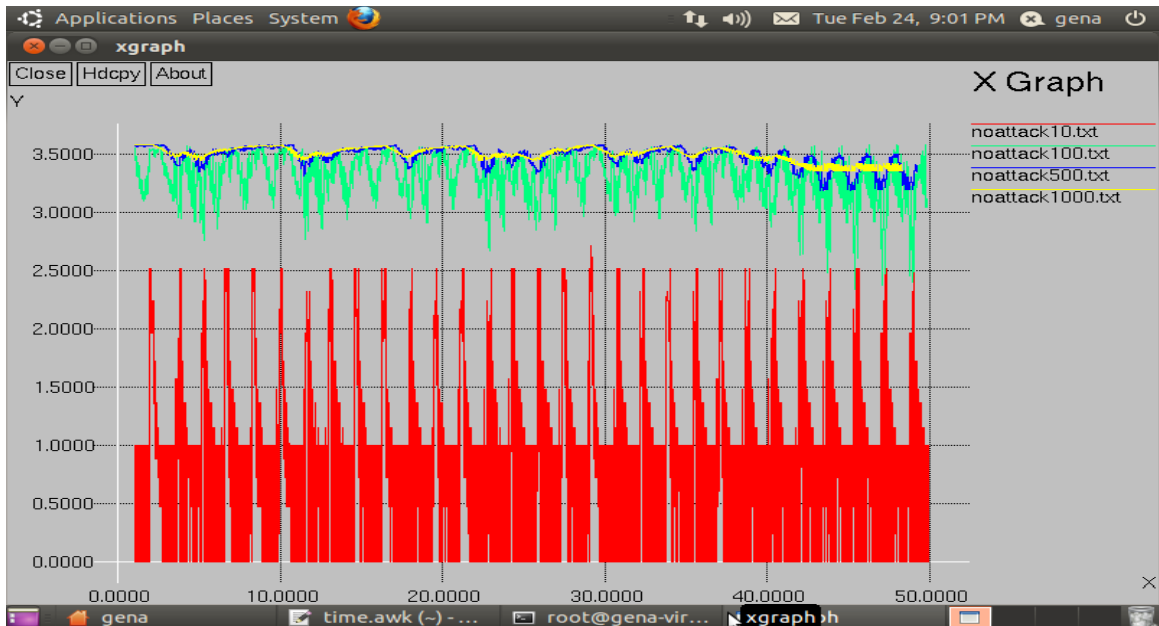 Applications Places System
Tue Feb 24, 9:01 PM
gena
xgraph
Close Hdcpy About
X Graph
Y
noattack10.txt
noattack100.txt
noattack500.txt
noattack1000.txt
3.5000
3.0000
2.5000
2.0000
1.5000
1.0000
0.5000
0.0000
X
0.0000 10.0000 20.0000 30.0000 40.0000 50.0000
gena
time.awk (~) - ...
root@gena-vir...
xgraph